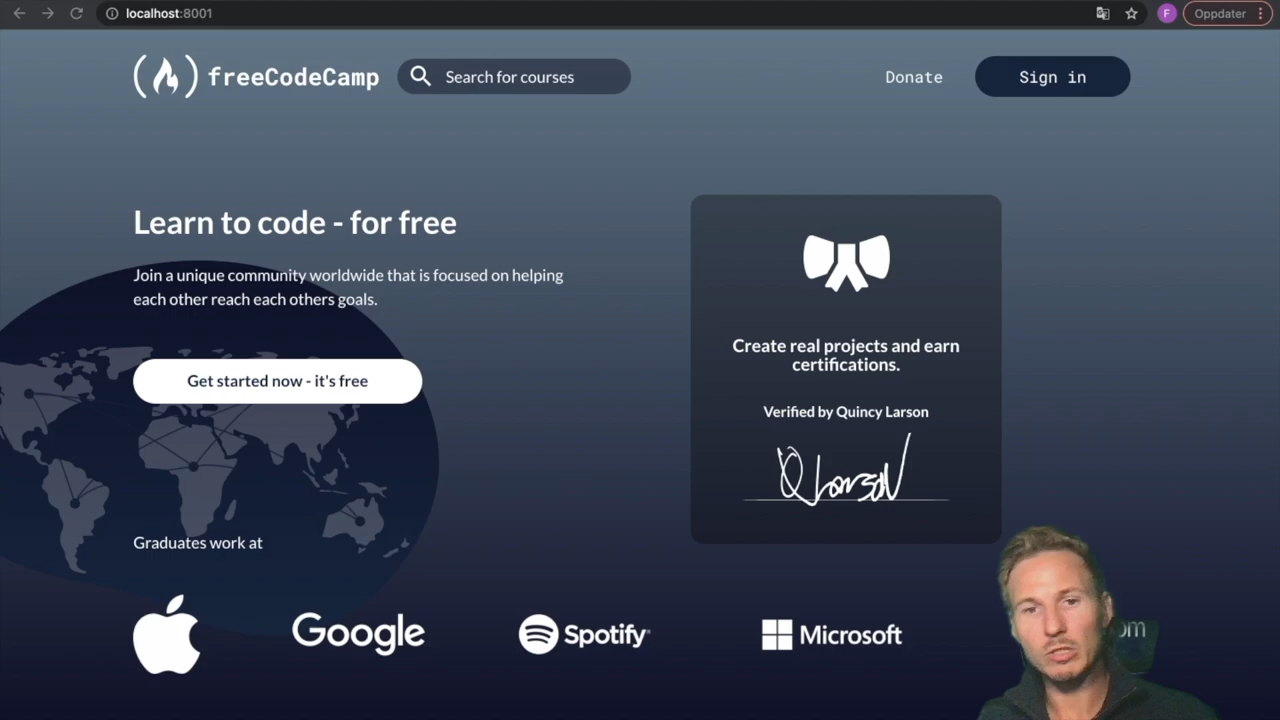 localhost:8001
F
Oppdater
freeCodeCamp
Search for courses
Donate
Sign in
Learn to code - for free
Join a unique community worldwide that is focused on helping
each other reach each others goals.
Get started now - it's free
Create real projects and earn
certifications.
Verified by Quincy Larson
QLarson
Graduates work at
Google
Spotify
Microsoft